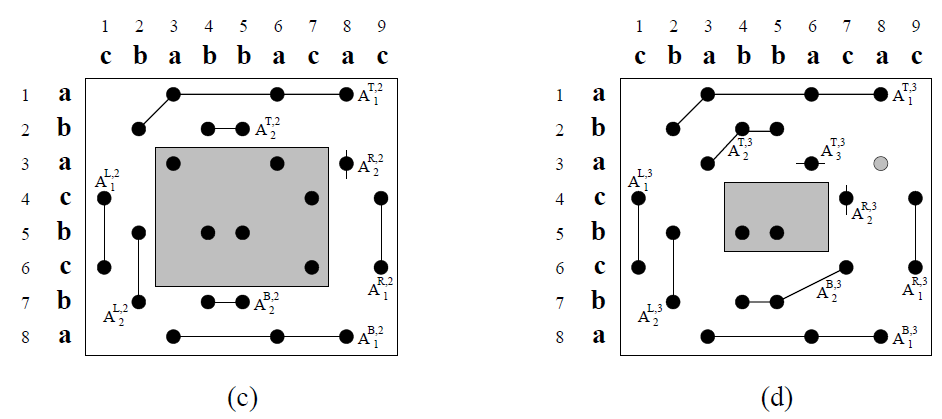 1 2 3 4 5 6 7 8 9
c b a b b a c a c
1 a A₁ᵀ,²
2 b A₂ᵀ,²
3 a A₂ᴿ,²
A₁ᴸ,²
4 c
5 b
6 c
A₁ᴿ,²
7 b A₂ᴸ,² A₂ᴮ,²
8 a A₁ᴮ,²
(c)
1 2 3 4 5 6 7 8 9
c b a b b a c a c
1 a A₁ᵀ,³
2 b
A₂ᵀ,³ A₃ᵀ,³
3 a
A₁ᴸ,³
4 c A₂ᴿ,³
5 b
6 c
A₂ᴮ,³ A₁ᴿ,³
7 b A₂ᴸ,³
8 a A₁ᴮ,³
(d)